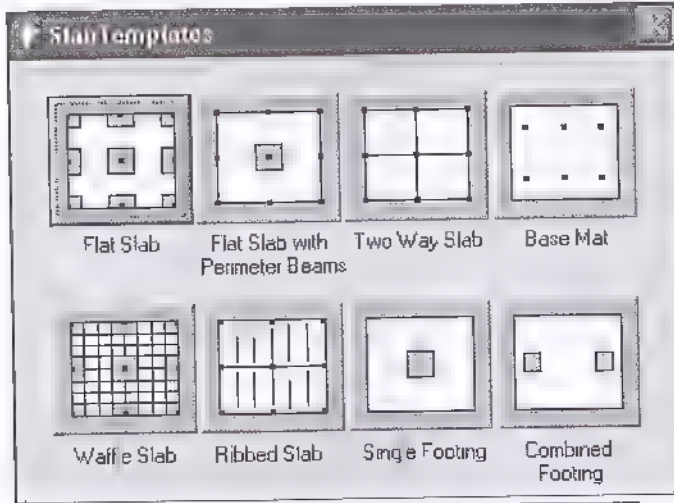 Slab Templates
Flat Slab
Flat Slab with
Perimeter Beams
Two Way Slab
Base Mat
Waffle Slab
Ribbed Slab
Single Footing
Combined
Footing